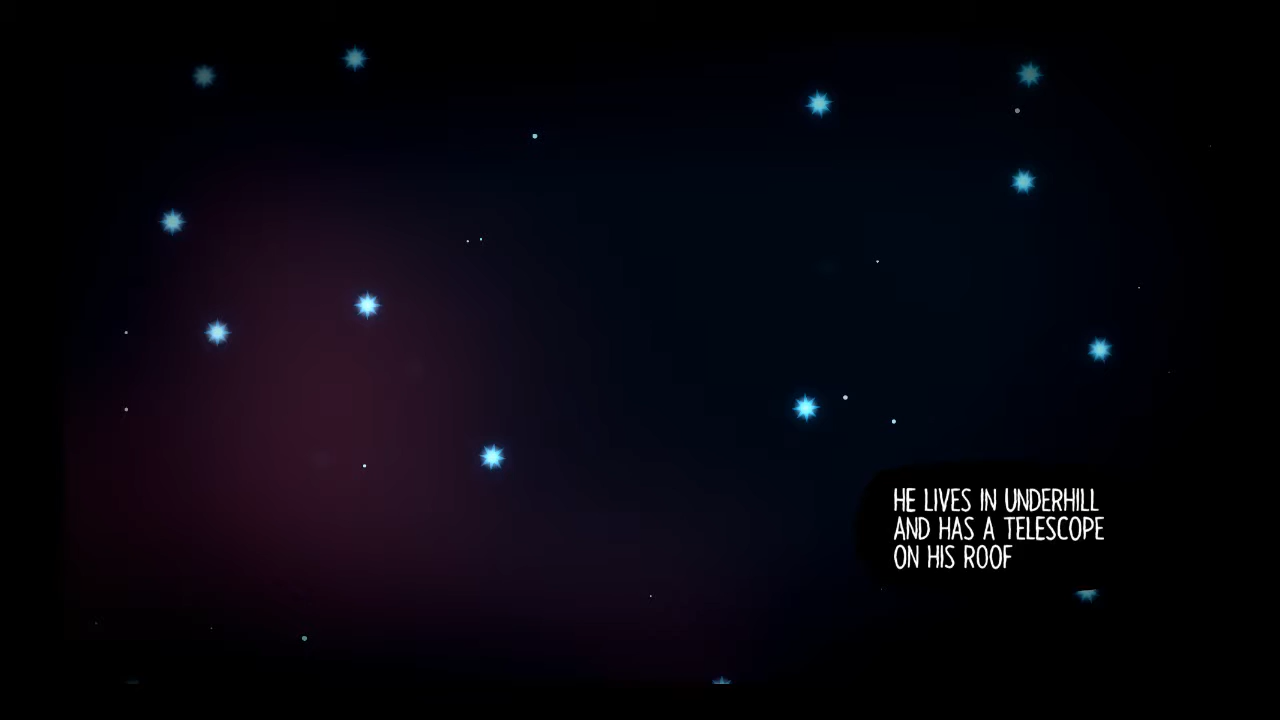 HE LIVES IN UNDERHILL
AND HAS A TELESCOPE
ON HIS ROOF